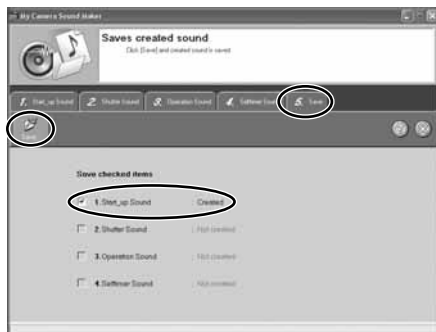 My Camera Sound Maker
Saves created sound
Click [Save] and created sound is saved.
1. Start_up Sound 2. Shutter Sound 3. Operation Sound 4. Selftimer Sound 5. Save
Save
Save checked items
1. Start_up Sound : Created
2. Shutter Sound : Not created
3. Operation Sound : Not created
4. Selftimer Sound : Not created